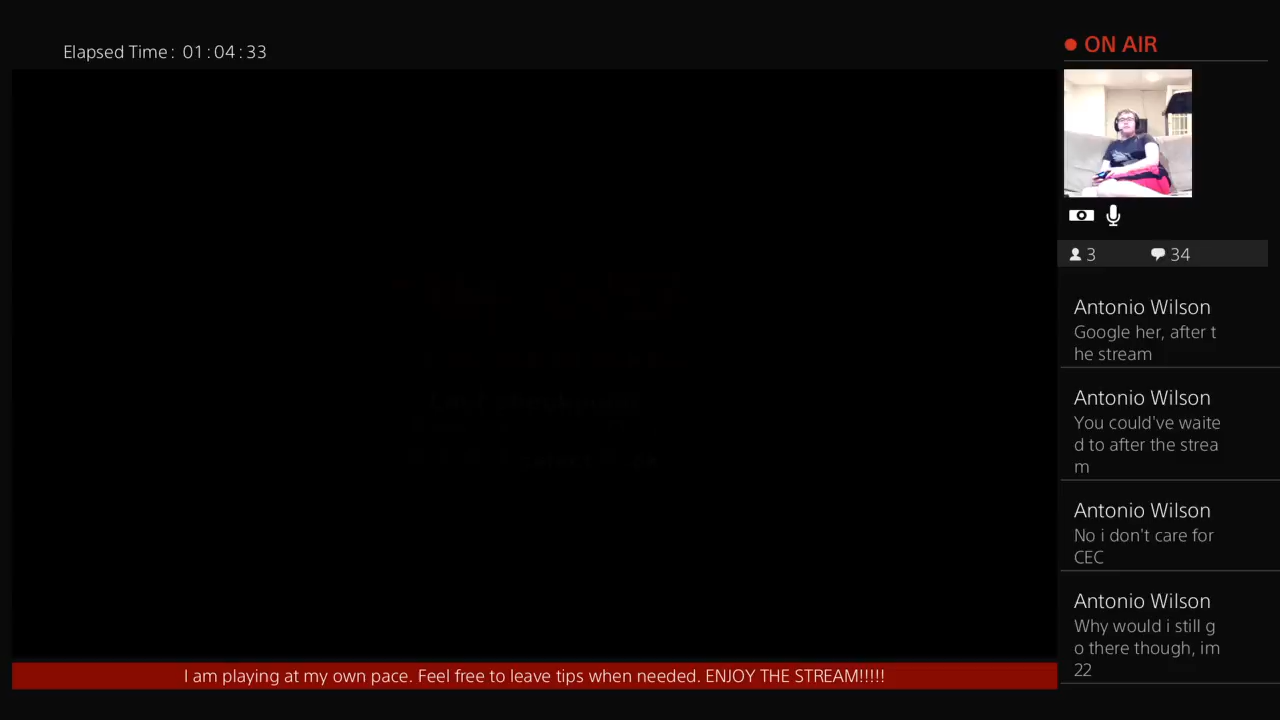 Elapsed Time: 01:04:33
ON AIR
3 34
Antonio Wilson
Google her, after t
he stream
Antonio Wilson
You could've waite
d to after the strea
m
Antonio Wilson
No i don't care for
CEC
Antonio Wilson
Why would i still g
o there though, im
22
I am playing at my own pace. Feel free to leave tips when needed. ENJOY THE STREAM!!!!!